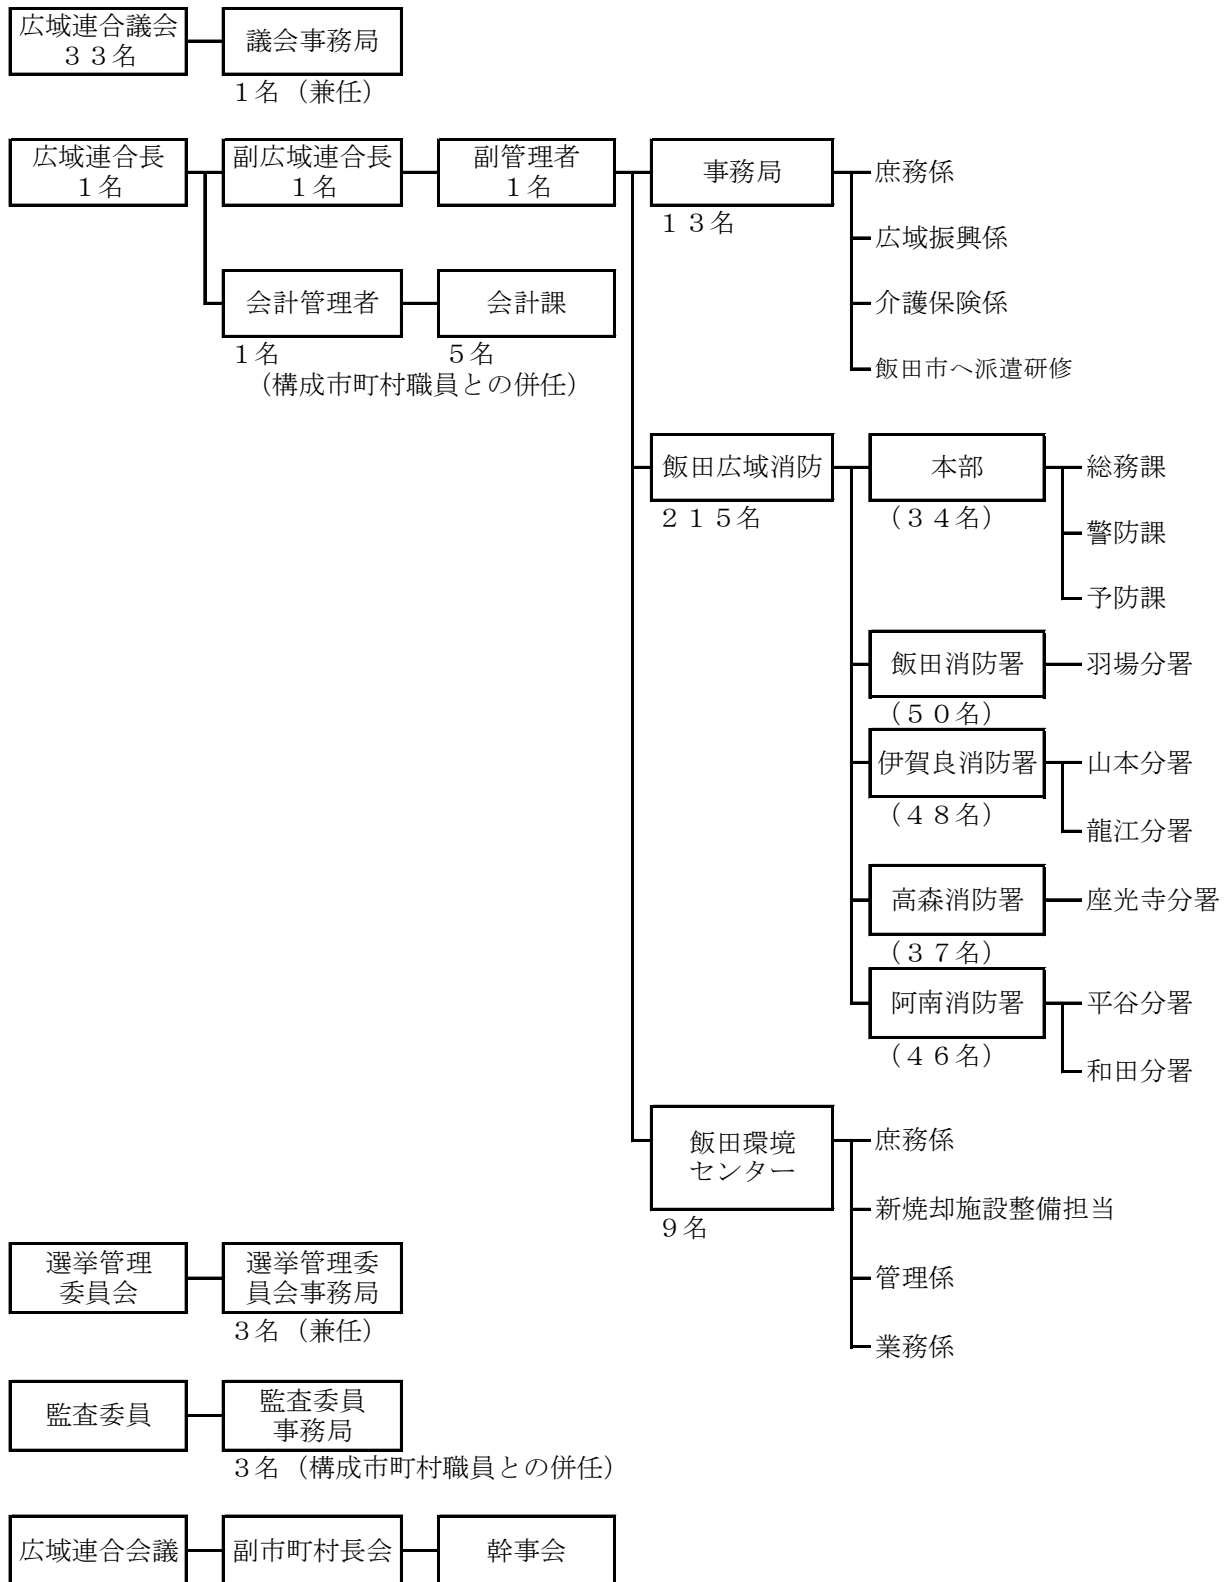 広域連合議会
３３名
議会事務局
１名（兼任）
広域連合長
１名
副広域連合長
１名
副管理者
１名
事務局
１３名
庶務係
広域振興係
介護保険係
飯田市へ派遣研修
会計管理者
１名
会計課
５名
（構成市町村職員との併任）
飯田広域消防
２１５名
本部
（３４名）
総務課
警防課
予防課
飯田消防署
（５０名）
羽場分署
伊賀良消防署
（４８名）
山本分署
龍江分署
高森消防署
（３７名）
座光寺分署
阿南消防署
（４６名）
平谷分署
和田分署
飯田環境
センター
９名
庶務係
新焼却施設整備担当
管理係
業務係
選挙管理
委員会
選挙管理委
員会事務局
３名（兼任）
監査委員
監査委員
事務局
３名（構成市町村職員との併任）
広域連合会議
副市町村長会
幹事会